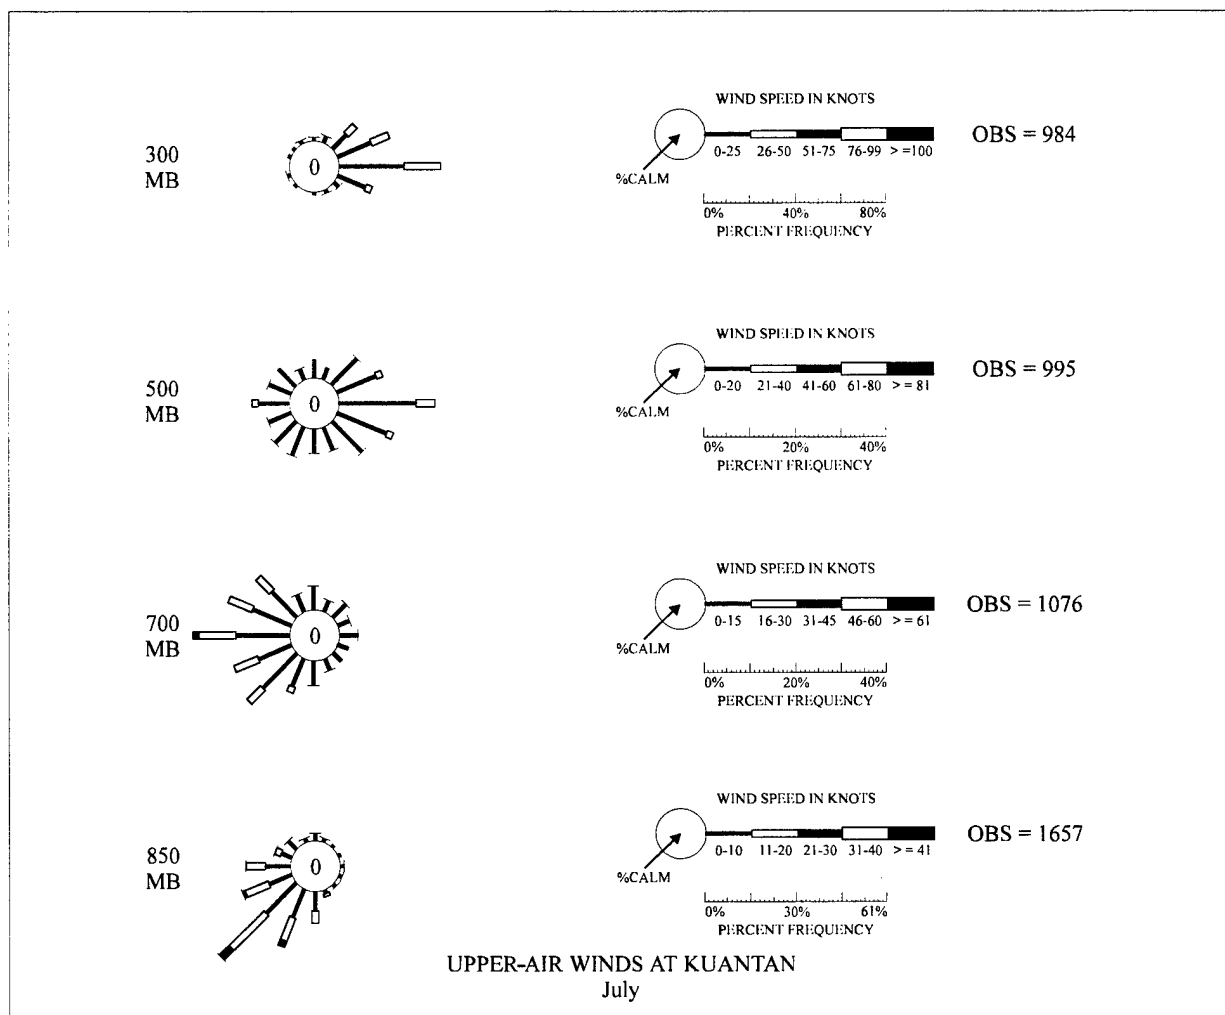 WIND SPEED IN KNOTS
300
MB
0
0-25 26-50 51-75 76-99 > =100
OBS = 984
%CALM
0% 40% 80%
PERCENT FREQUENCY
WIND SPEED IN KNOTS
500
MB
0
0-20 21-40 41-60 61-80 > = 81
OBS = 995
%CALM
0% 20% 40%
PERCENT FREQUENCY
WIND SPEED IN KNOTS
700
MB
0
0-15 16-30 31-45 46-60 > = 61
OBS = 1076
%CALM
0% 20% 40%
PERCENT FREQUENCY
WIND SPEED IN KNOTS
850
MB
0
0-10 11-20 21-30 31-40 > = 41
OBS = 1657
%CALM
0% 30% 61%
PERCENT FREQUENCY
UPPER-AIR WINDS AT KUANTAN
July